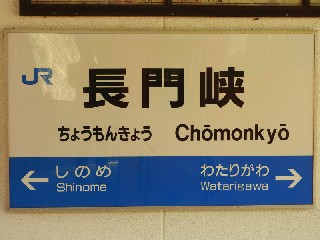 JR
長門峡
ちょうもんきょう Chōmonkyō
← しのめ わたりがわ →
Shinome Watarigawa